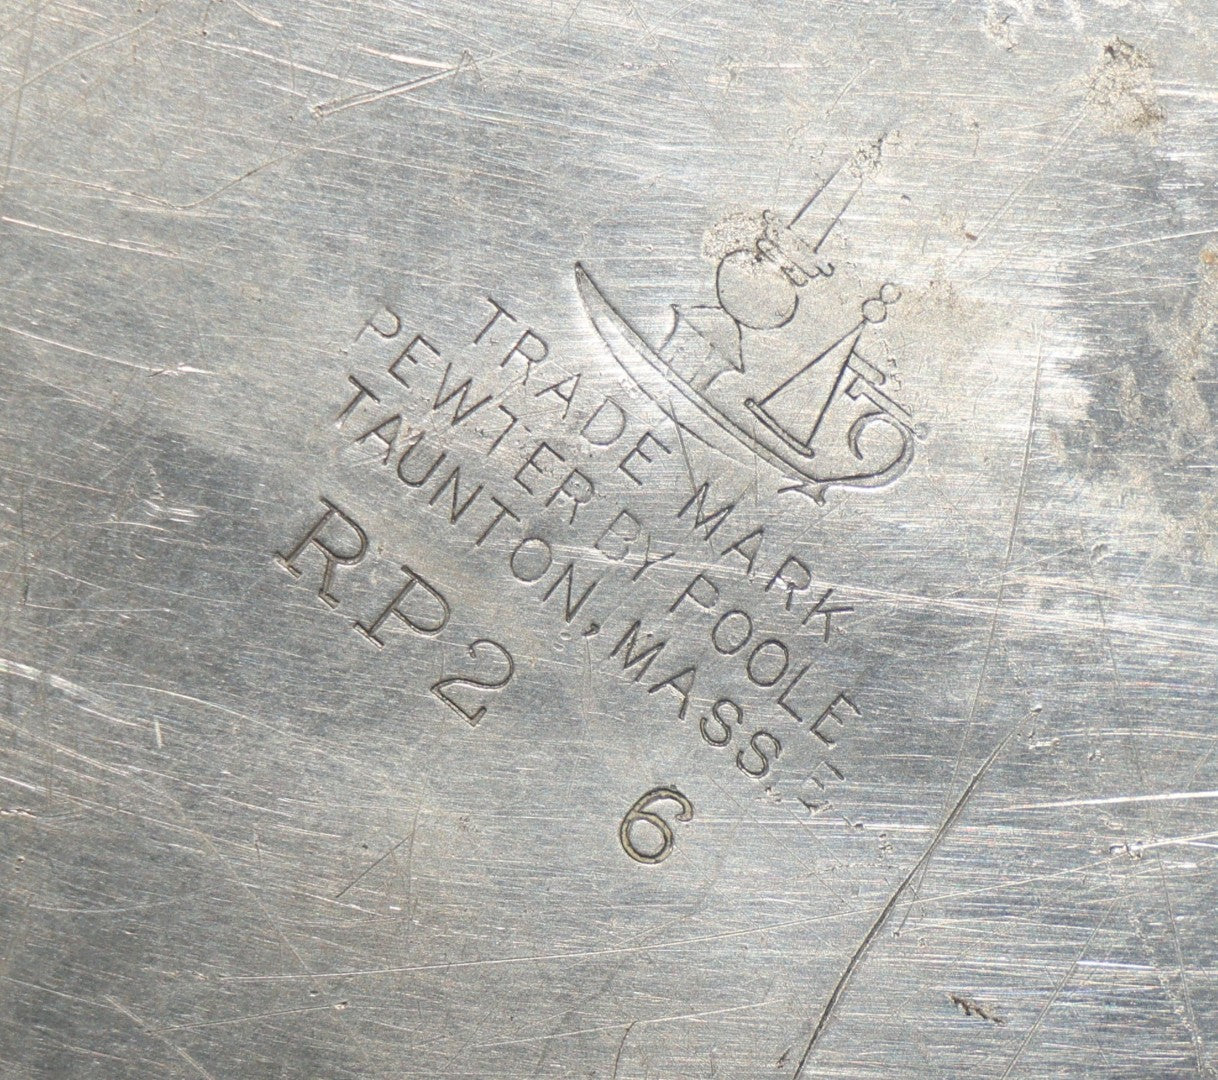 TRADE MARK
PEWTER BY POOLE
TAUNTON, MASS.
RP2
6